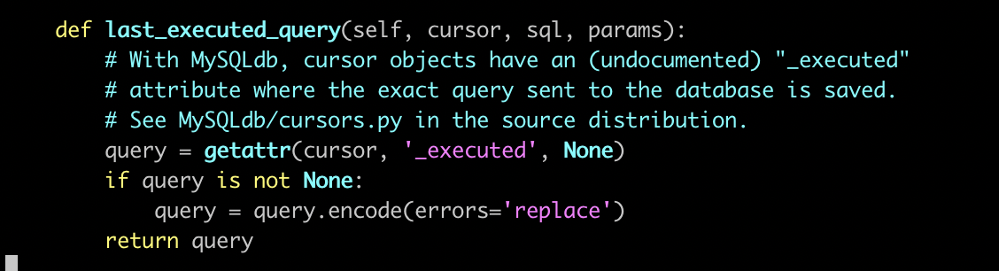 def last_executed_query(self, cursor, sql, params):
# With MySQLdb, cursor objects have an (undocumented) "_executed"
# attribute where the exact query sent to the database is saved.
# See MySQLdb/cursors.py in the source distribution.
query = getattr(cursor, '_executed', None)
if query is not None:
query = query.encode(errors='replace')
return query